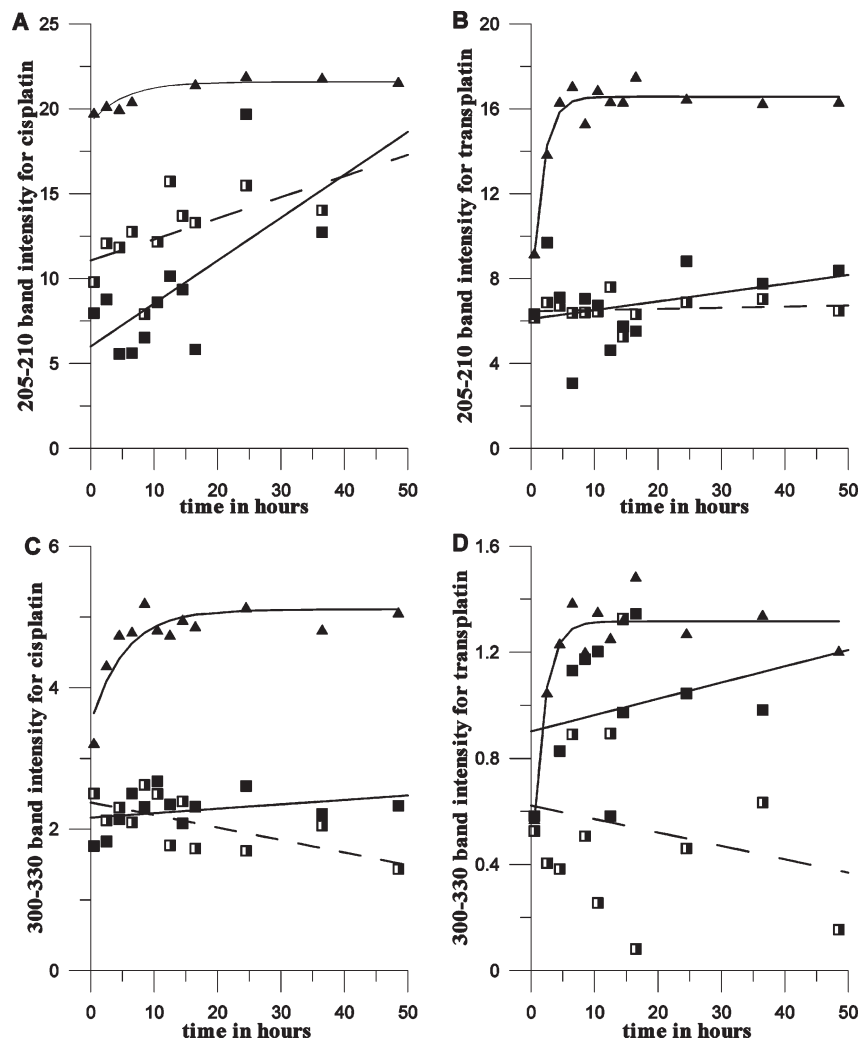 A
25
20
15
10
5
0
205-210 band intensity for cisplatin
0 10 20 30 40 50
time in hours
B
20
16
12
8
4
0
205-210 band intensity for transplatin
0 10 20 30 40 50
time in hours
C
6
4
2
0
300-330 band intensity for cisplatin
0 10 20 30 40 50
time in hours
D
1.6
1.2
0.8
0.4
0
300-330 band intensity for transplatin
0 10 20 30 40 50
time in hours